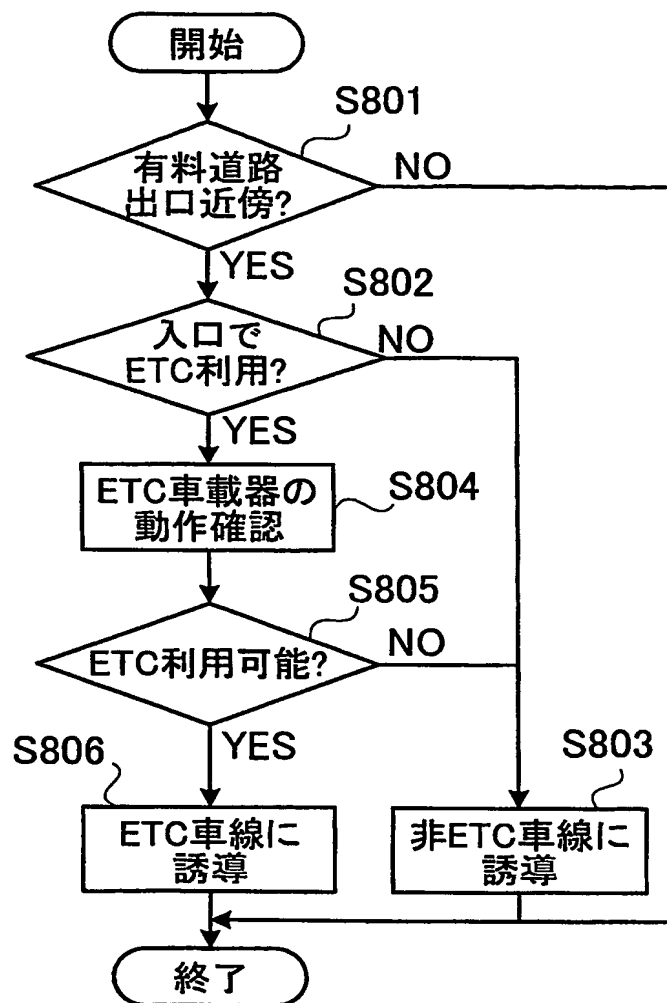 開始
S801
有料道路
出口近傍?
NO
YES
S802
入口で
ETC利用?
NO
YES
ETC車載器の
動作確認
S804
S805
ETC利用可能?
NO
YES
S806
S803
ETC車線に
誘導
非ETC車線に
誘導
終了